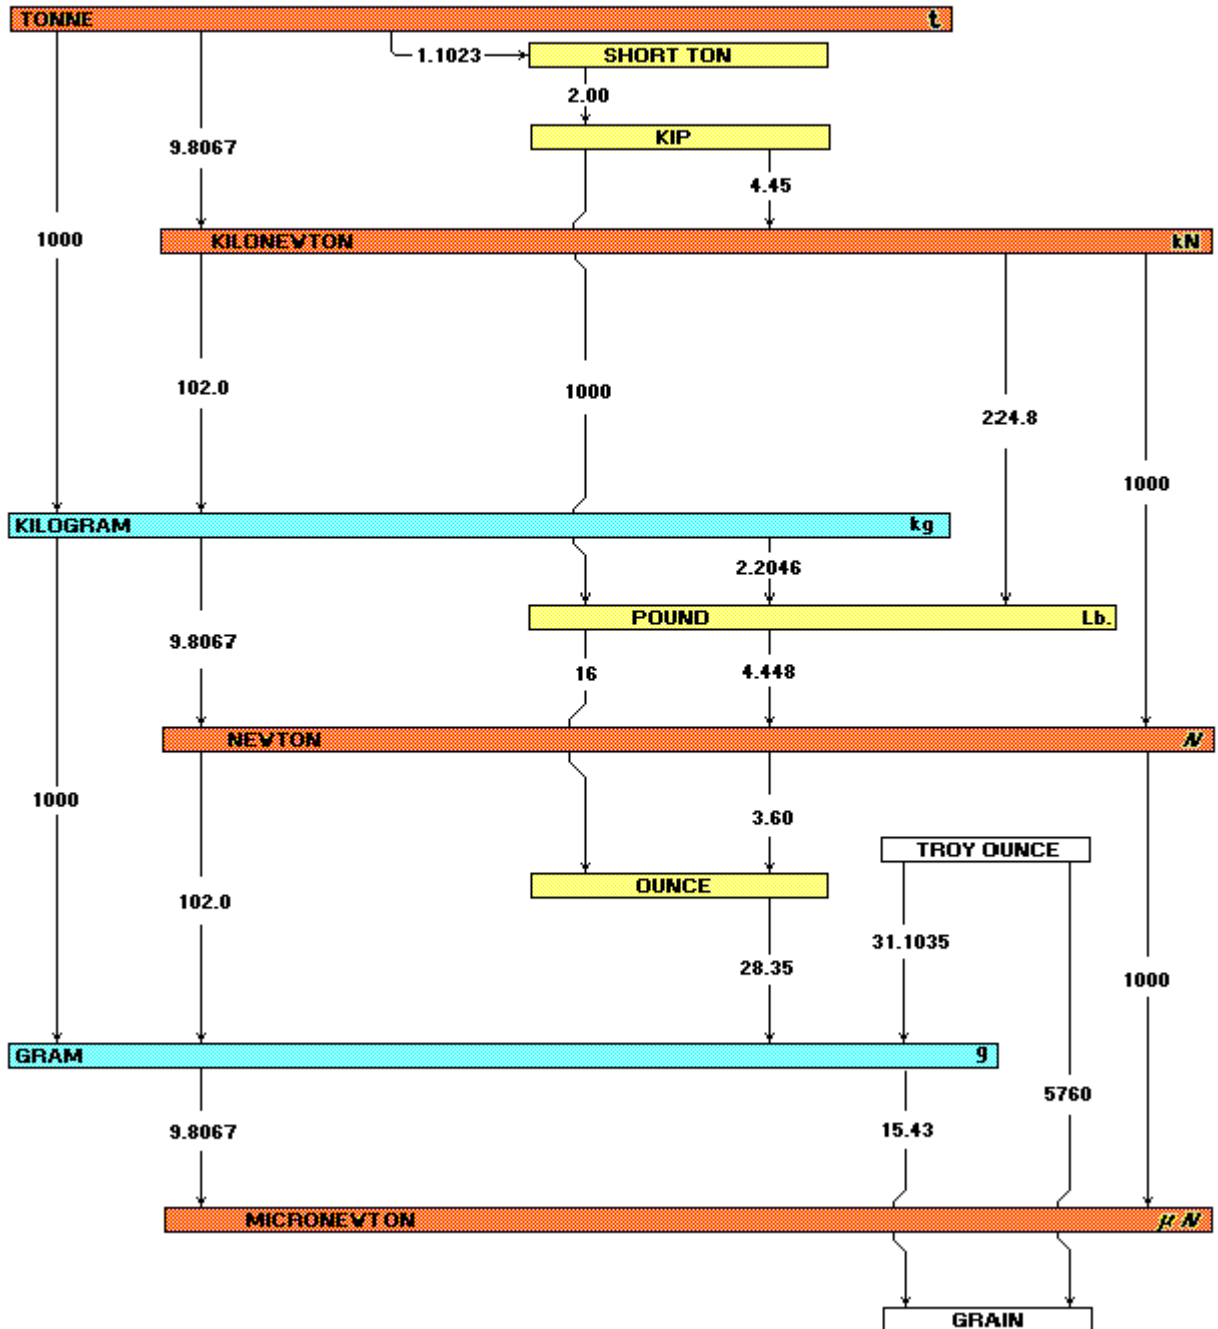 TONNE t
1.1023
SHORT TON
2.00
KIP
9.8067
4.45
1000
KILONEWTON kN
102.0
1000
224.8
1000
KILOGRAM kg
2.2046
POUND Lb.
9.8067
16
4.448
NEWTON N
1000
3.60
TROY OUNCE
OUNCE
102.0
31.1035
28.35
1000
GRAM g
5760
9.8067
15.43
MICRONEWTON μ N
GRAIN